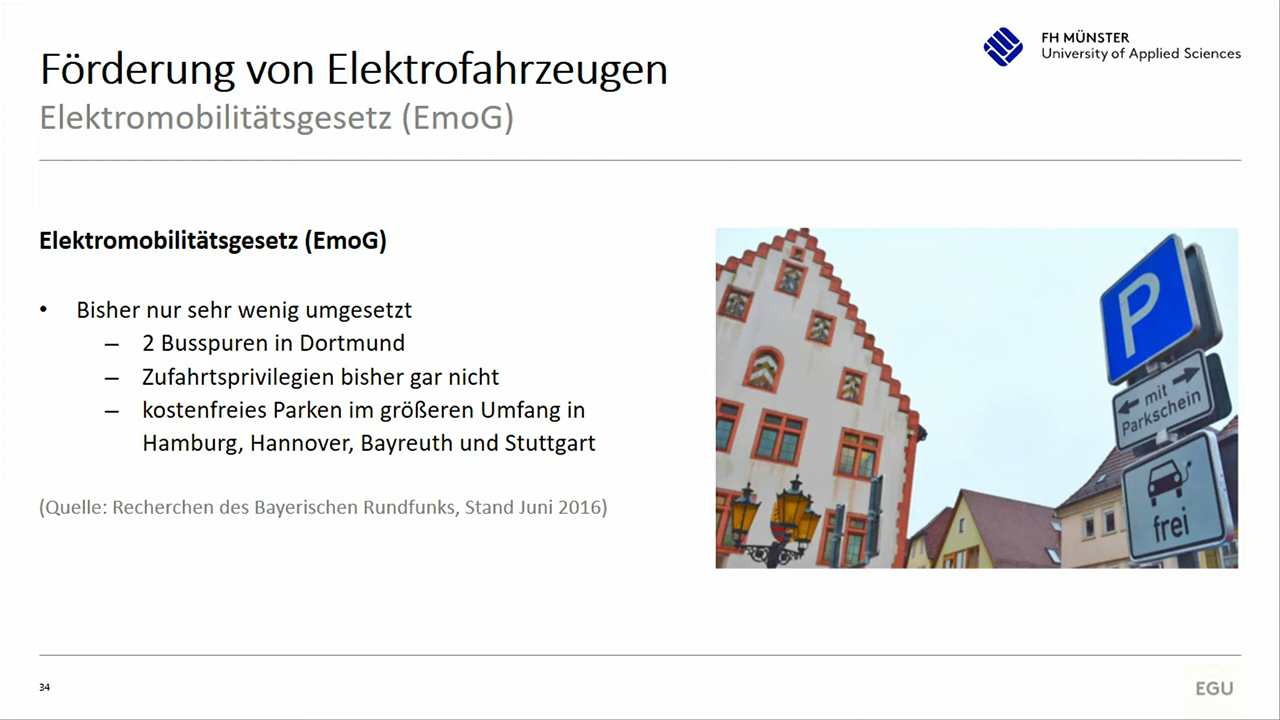 FH MÜNSTER
University of Applied Sciences
Förderung von Elektrofahrzeugen
Elektromobilitätsgesetz (EmoG)
Elektromobilitätsgesetz (EmoG)
• Bisher nur sehr wenig umgesetzt
– 2 Busspuren in Dortmund
– Zufahrtsprivilegien bisher gar nicht
– kostenfreies Parken im größeren Umfang in
Hamburg, Hannover, Bayreuth und Stuttgart
(Quelle: Recherchen des Bayerischen Rundfunks, Stand Juni 2016)
P
mit
Parkschein
frei
34
EGU